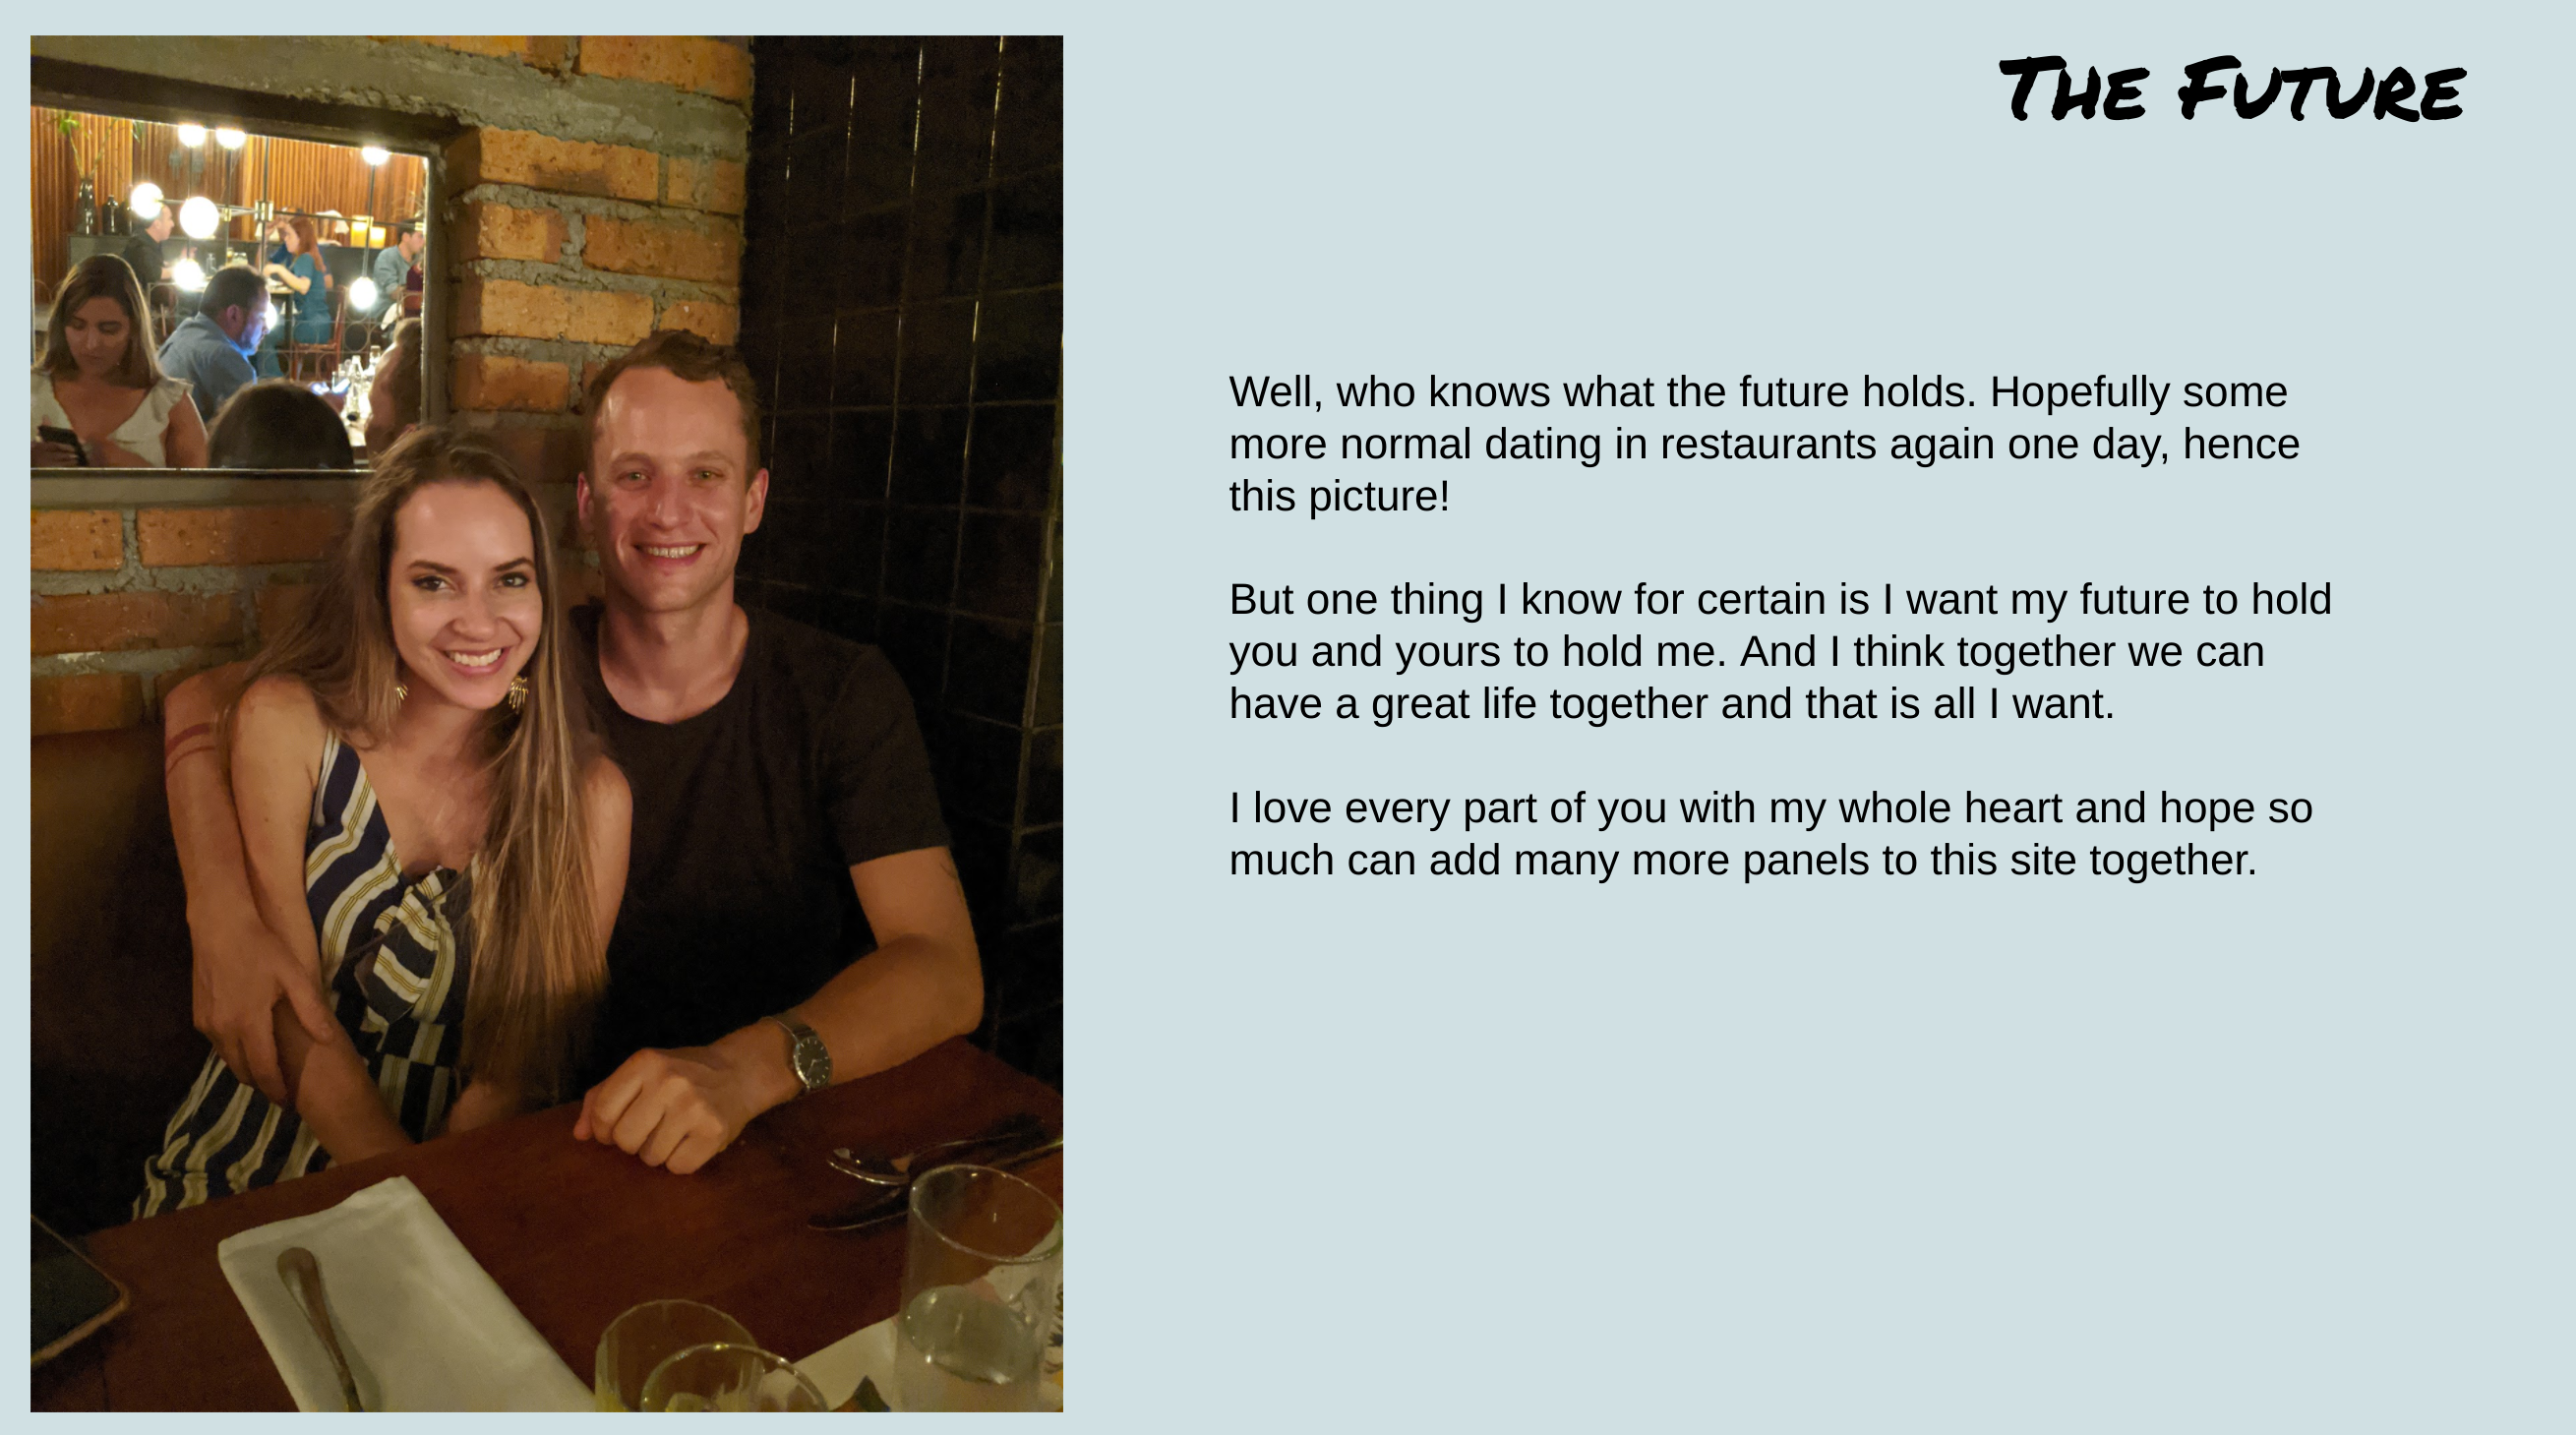 The Future
Well, who knows what the future holds. Hopefully some
more normal dating in restaurants again one day, hence
this picture!
But one thing I know for certain is I want my future to hold
you and yours to hold me. And I think together we can
have a great life together and that is all I want.
I love every part of you with my whole heart and hope so
much can add many more panels to this site together.